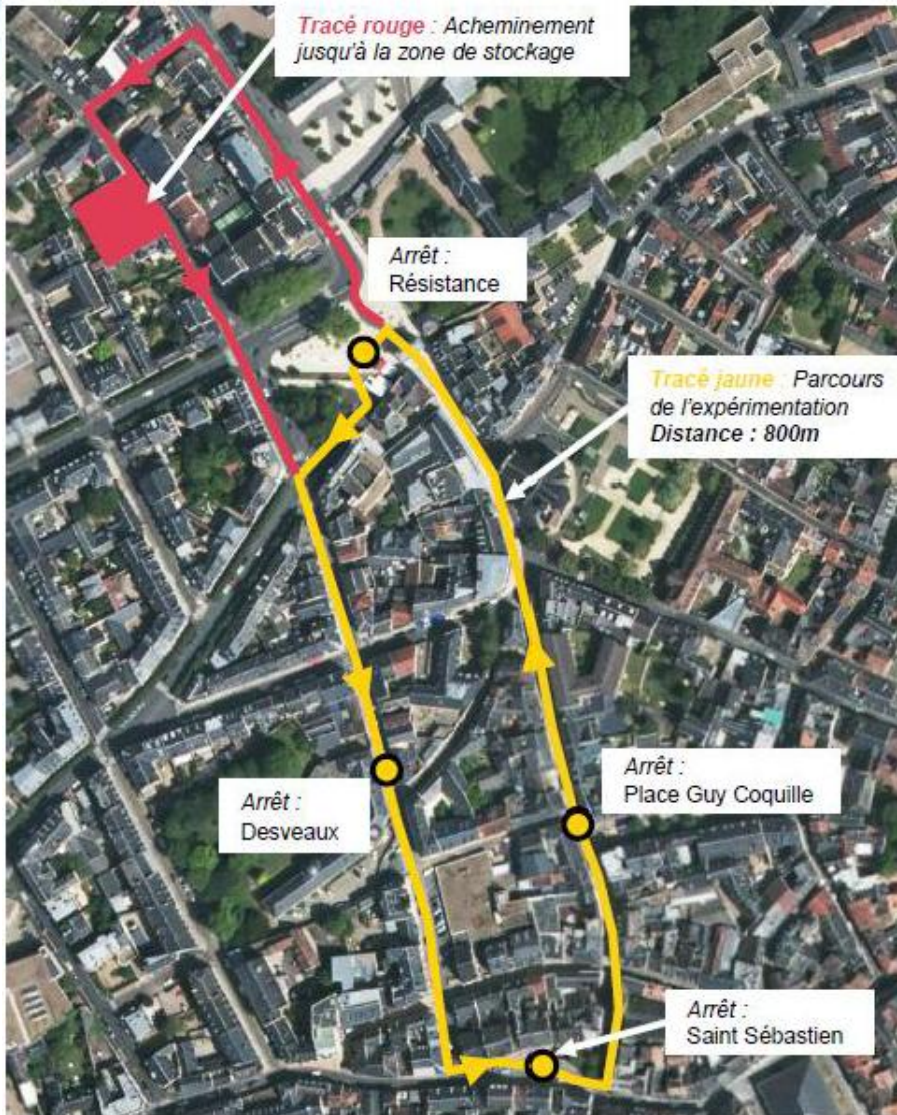 Tracé rouge : Acheminement
jusqu'à la zone de stockage
Arrêt :
Résistance
Tracé jaune : Parcours
de l'expérimentation
Distance : 800m
Arrêt :
Desveaux
Arrêt :
Place Guy Coquille
Arrêt :
Saint Sébastien